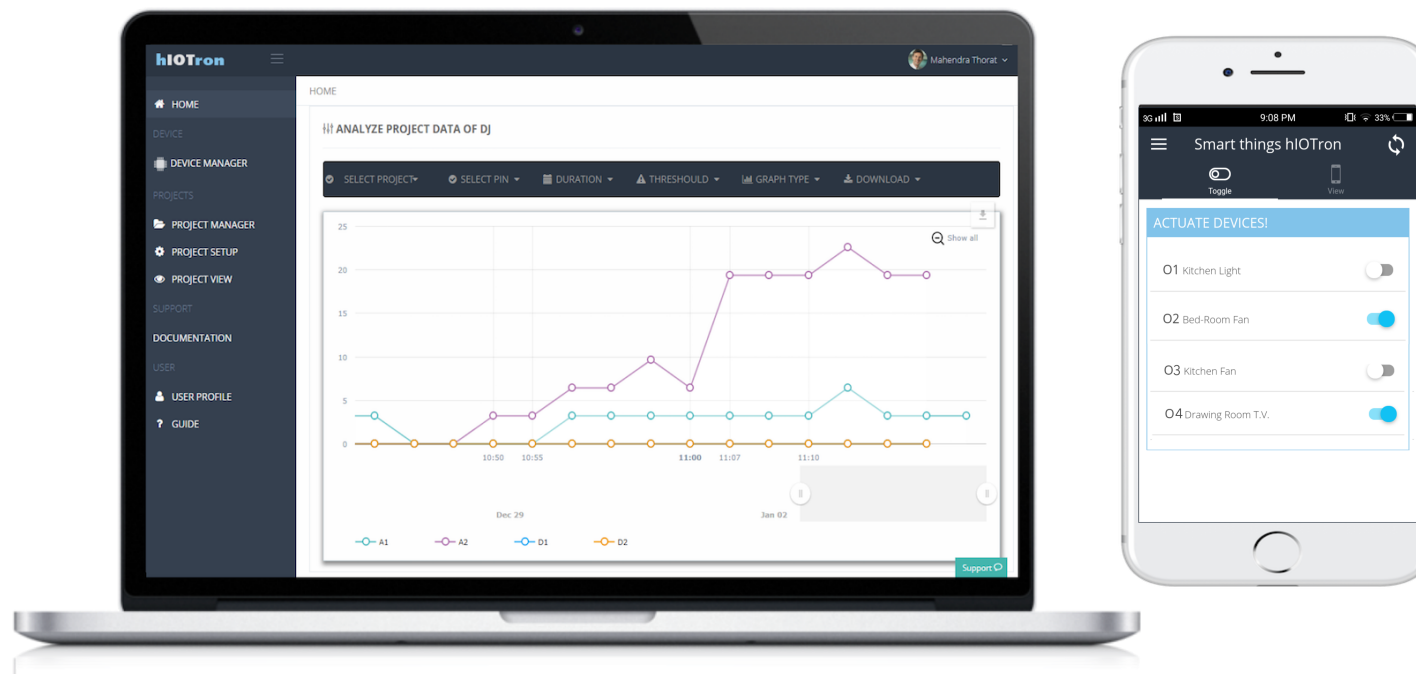 hIOTron
Mahendra Thorat
HOME
HOME
DEVICE
DEVICE MANAGER
PROJECTS
PROJECT MANAGER
PROJECT SETUP
PROJECT VIEW
SUPPORT
DOCUMENTATION
USER
USER PROFILE
? GUIDE
ANALYZE PROJECT DATA OF DJ
SELECT PROJECT SELECT PIN DURATION THRESHOULD GRAPH TYPE DOWNLOAD
Show all
25
20
15
10
5
0
10:50 10:55 11:00 11:07 11:10
Dec 29 Jan 02
A1 A2 D1 D2
Support
3G 9:08 PM 33%
Smart things hIOTron
Toggle View
ACTUATE DEVICES!
O1 Kitchen Light
O2 Bed-Room Fan
O3 Kitchen Fan
O4 Drawing Room T.V.